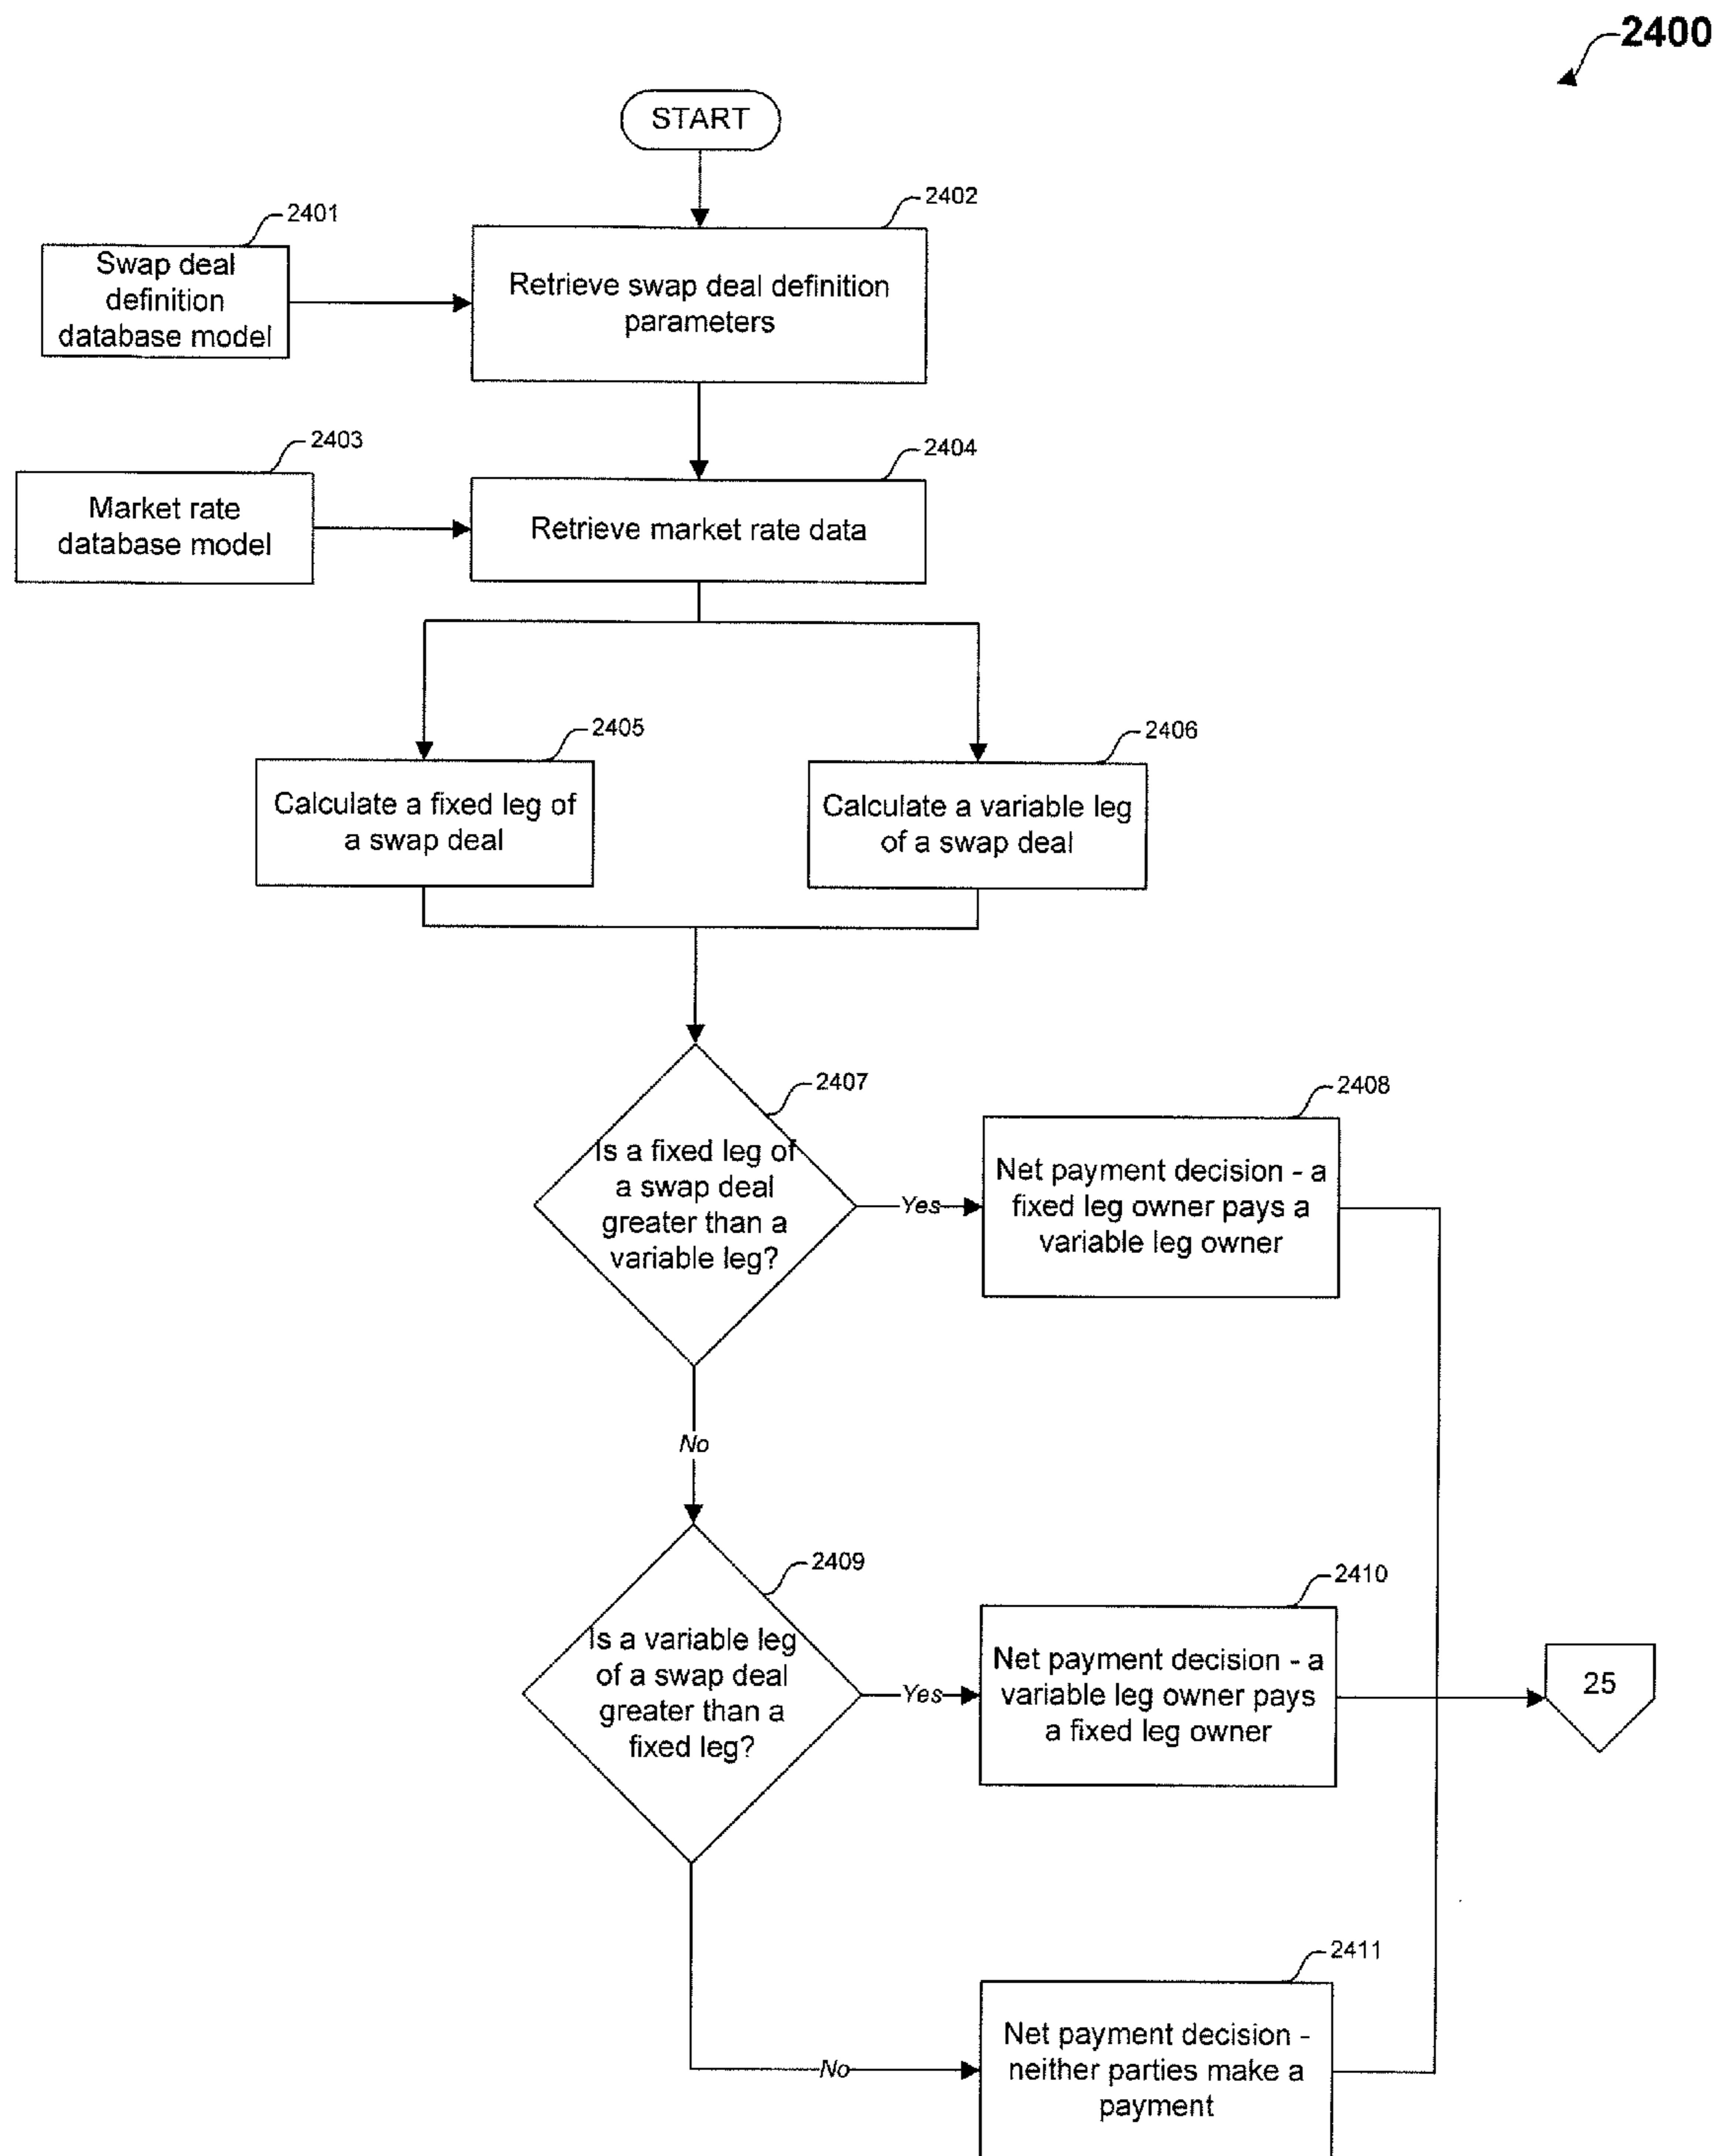 2400
START
2402
2401
Swap deal
definition
database model
Retrieve swap deal definition
parameters
2403
2404
Market rate
database model
Retrieve market rate data
2405
2406
Calculate a fixed leg of
a swap deal
Calculate a variable leg
of a swap deal
2407
2408
Is a fixed leg of
a swap deal
greater than a
variable leg?
Yes
Net payment decision - a
fixed leg owner pays a
variable leg owner
No
2409
2410
Is a variable leg
of a swap deal
greater than a
fixed leg?
Yes
Net payment decision - a
variable leg owner pays
a fixed leg owner
25
2411
No
Net payment decision -
neither parties make a
payment